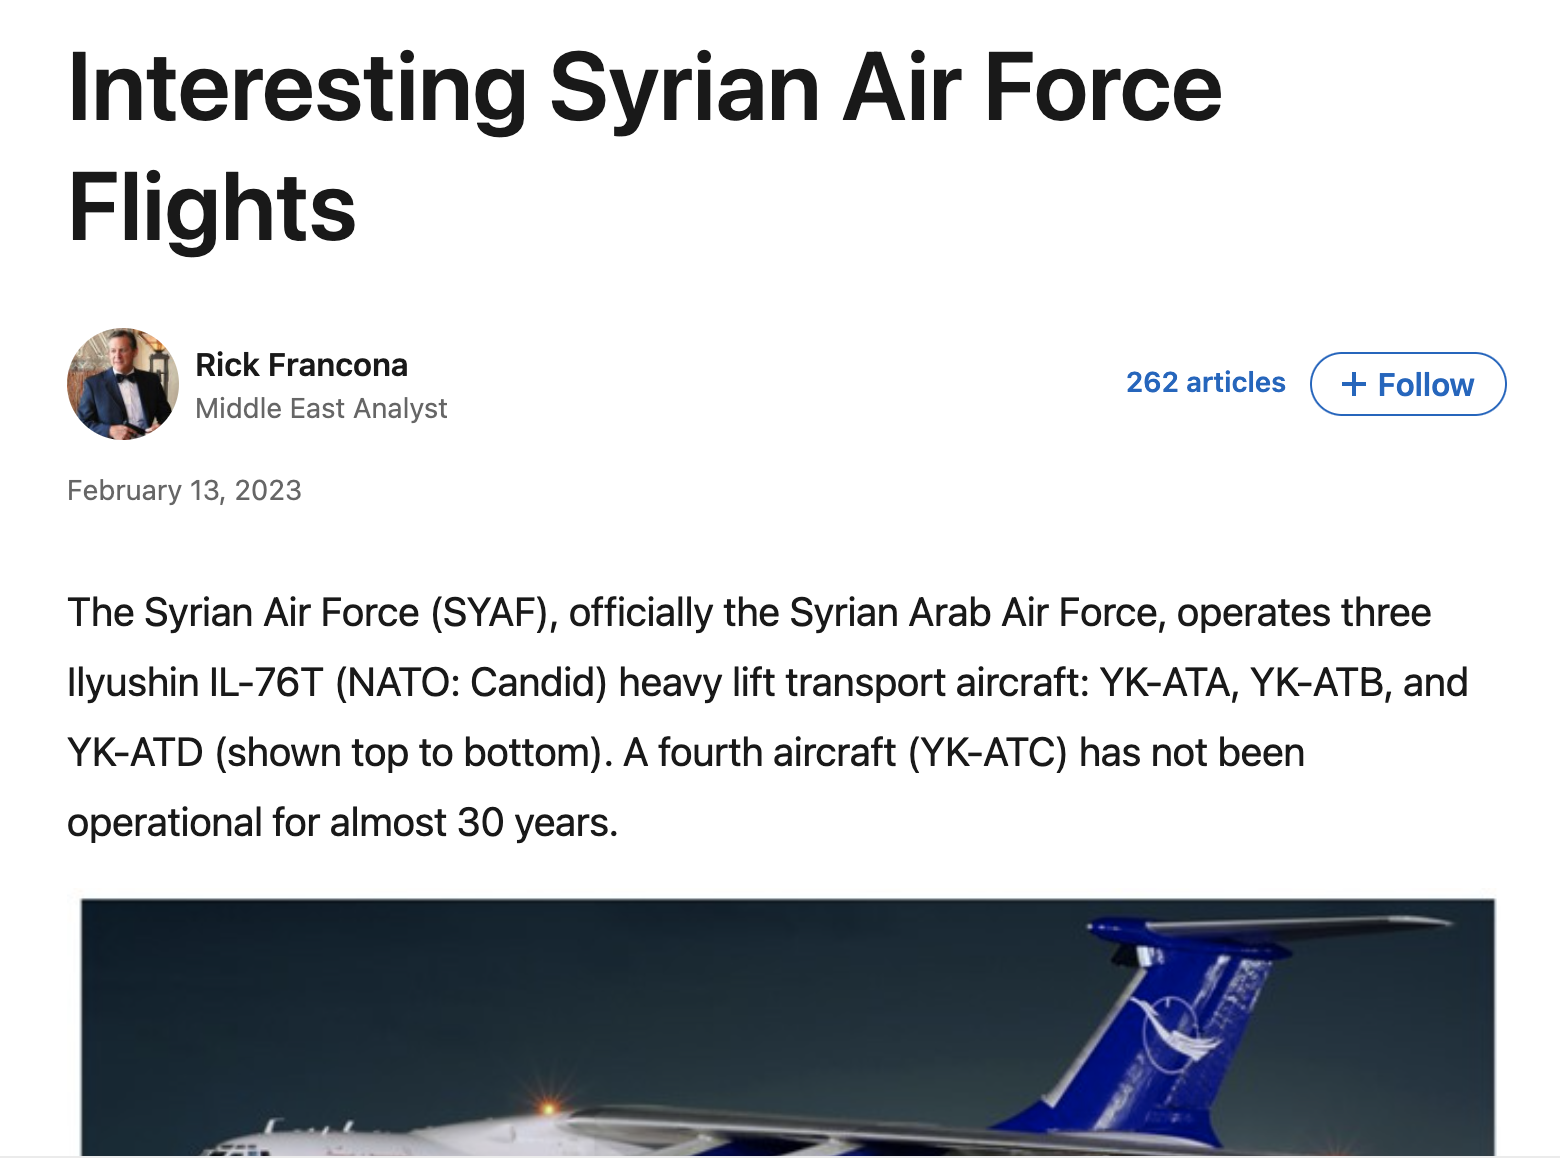 Interesting Syrian Air Force
Flights
Rick Francona
Middle East Analyst
262 articles
+ Follow
February 13, 2023
The Syrian Air Force (SYAF), officially the Syrian Arab Air Force, operates three
Ilyushin IL-76T (NATO: Candid) heavy lift transport aircraft: YK-ATA, YK-ATB, and
YK-ATD (shown top to bottom). A fourth aircraft (YK-ATC) has not been
operational for almost 30 years.